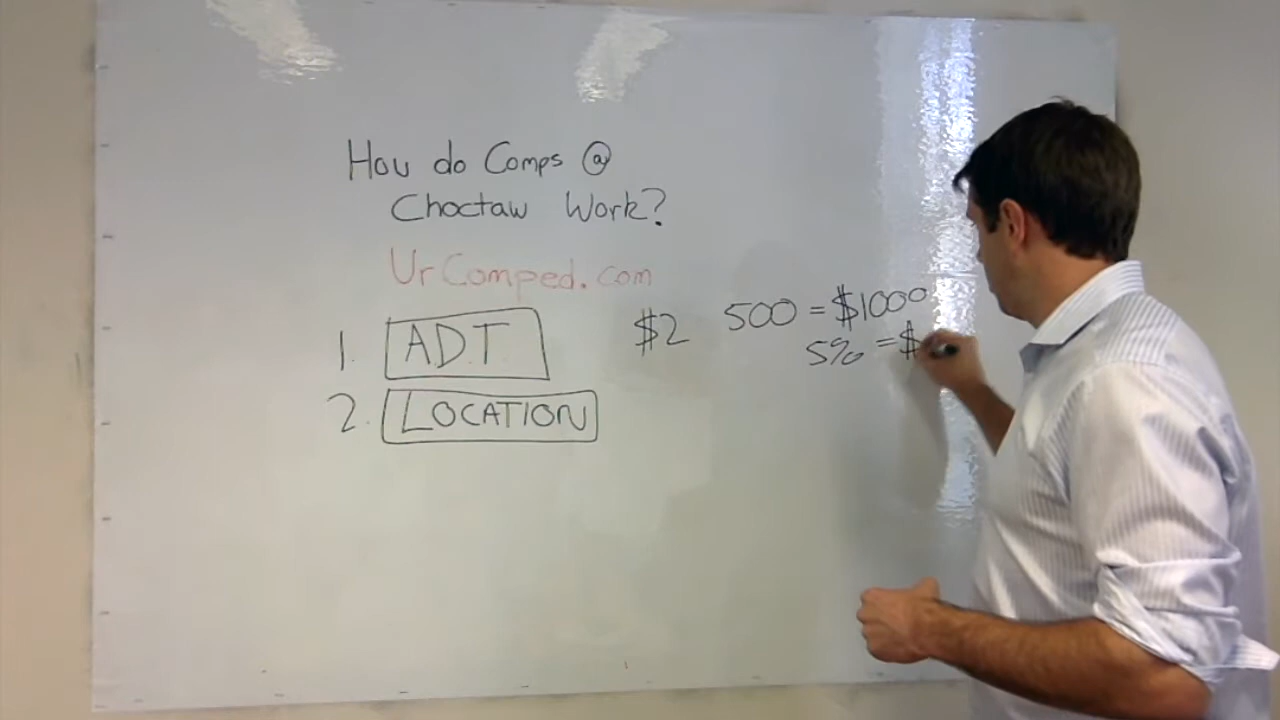 How do Comps @
Choctaw Work?
UrComped.com
1. ADT $2 500 = $1000
5% = $
2. LOCATION